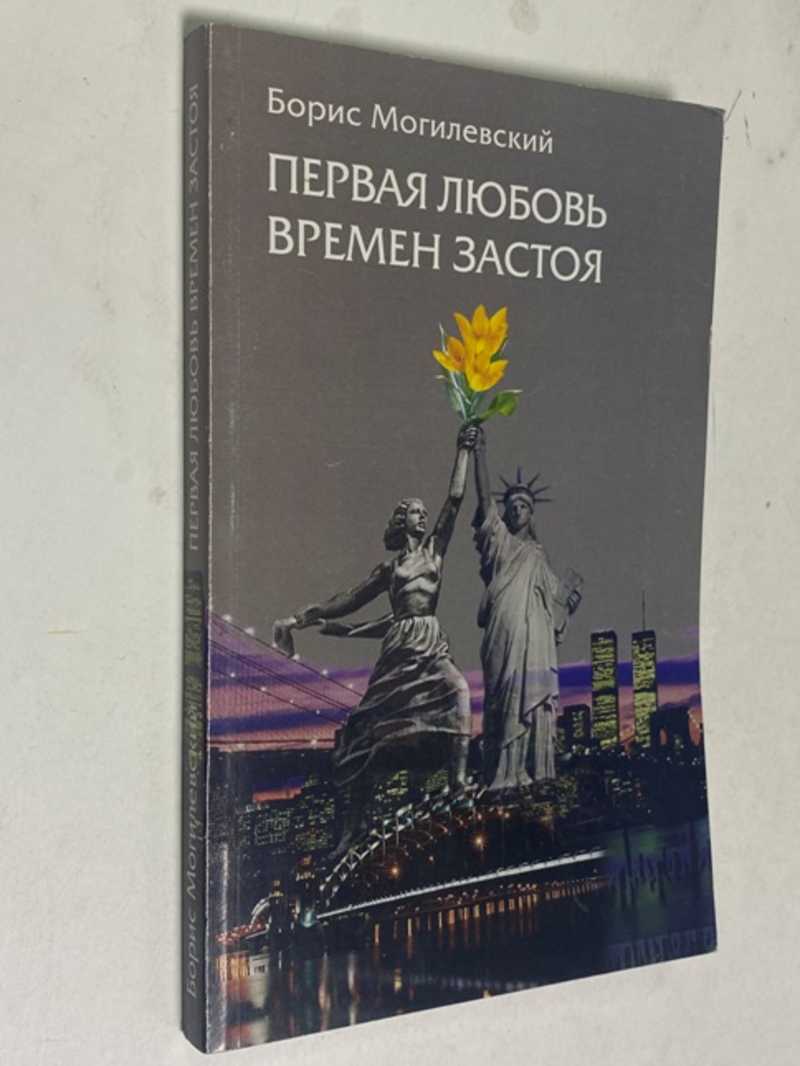 Борис Могилевский
ПЕРВАЯ ЛЮБОВЬ
ВРЕМЕН ЗАСТОЯ
Борис Могилевский ПЕРВАЯ ЛЮБОВЬ ВРЕМЕН ЗАСТОЯ